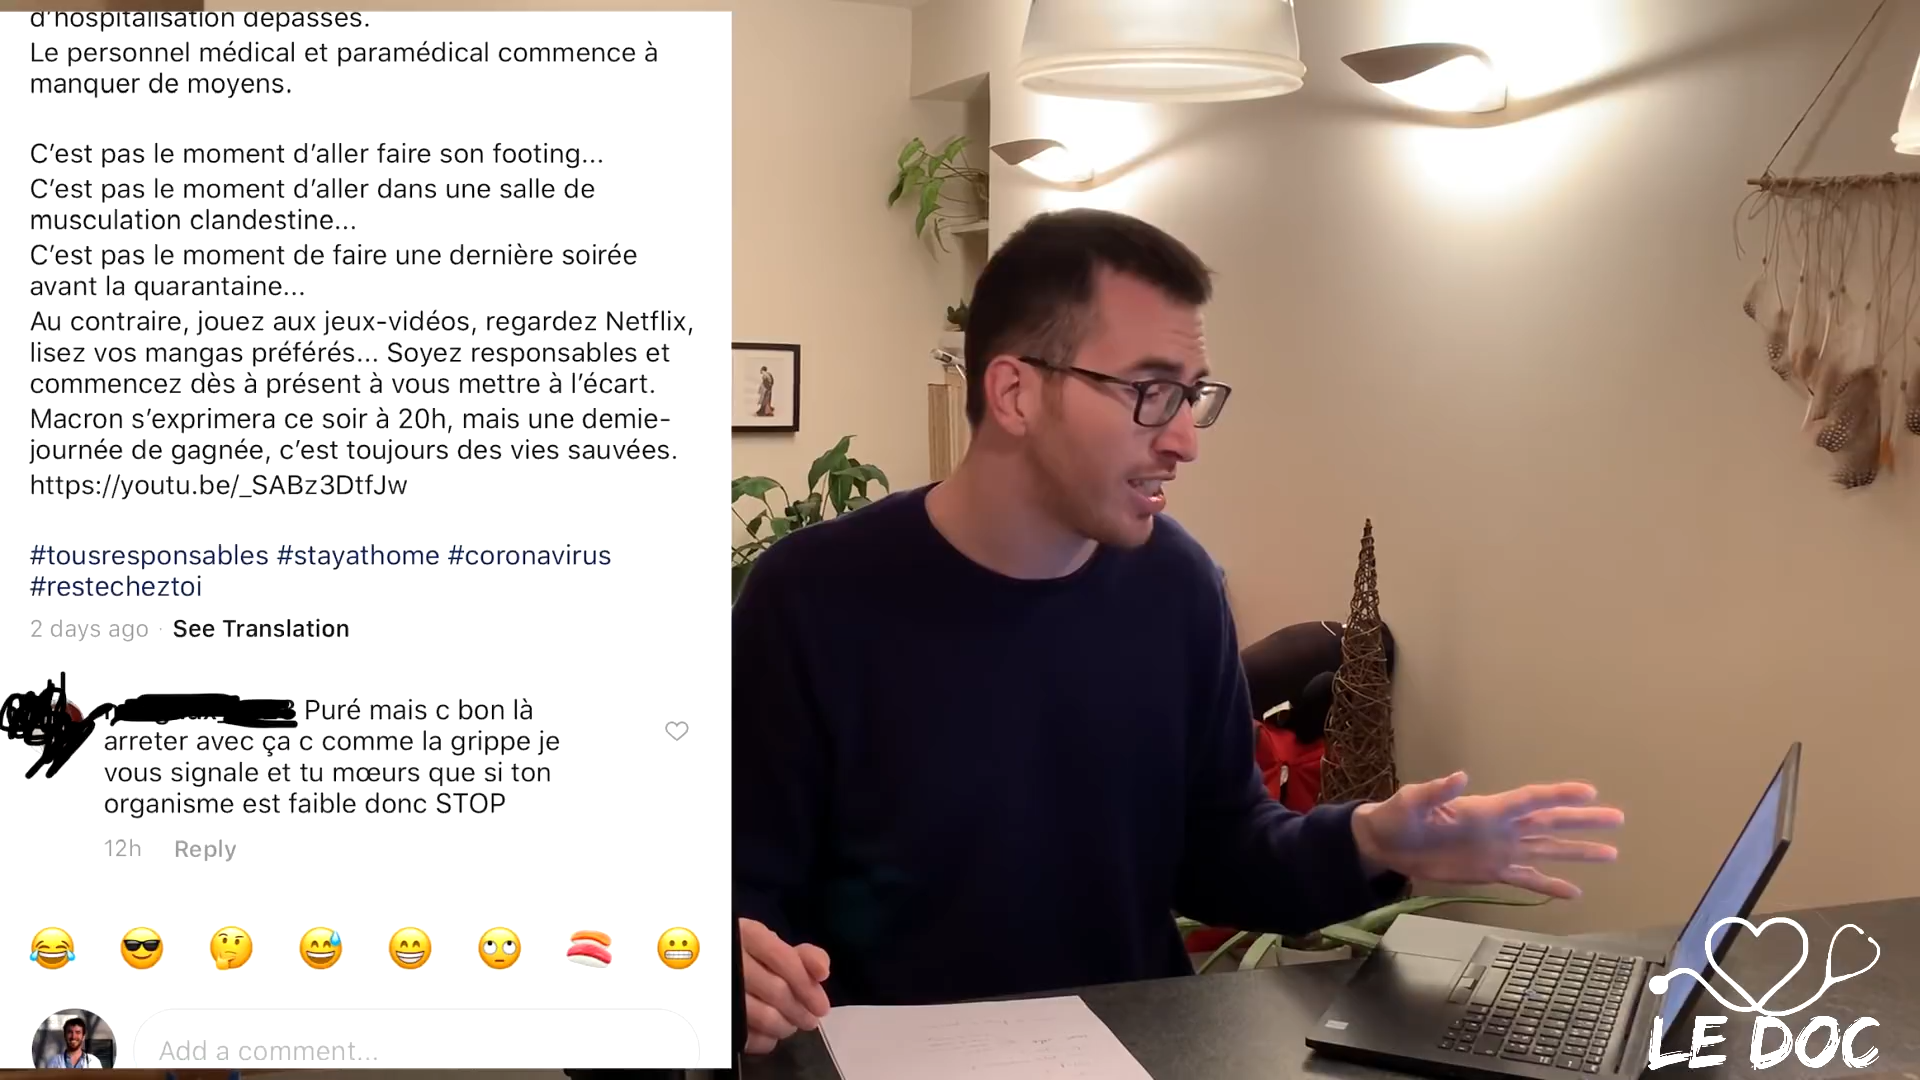 d'hospitalisation dépassés.
Le personnel médical et paramédical commence à
manquer de moyens.
C'est pas le moment d'aller faire son footing...
C'est pas le moment d'aller dans une salle de
musculation clandestine...
C'est pas le moment de faire une dernière soirée
avant la quarantaine...
Au contraire, jouez aux jeux-vidéos, regardez Netflix,
lisez vos mangas préférés... Soyez responsables et
commencez dès à présent à vous mettre à l'écart.
Macron s'exprimera ce soir à 20h, mais une demie-
journée de gagnée, c'est toujours des vies sauvées.
https://youtu.be/_SABz3DtfJw
#tousresponsables #stayathome #coronavirus
#restecheztoi
2 days ago · See Translation
Puré mais c bon là
arreter avec ça c comme la grippe je
vous signale et tu mœurs que si ton
organisme est faible donc STOP
12h Reply
Add a comment...
LE DOC